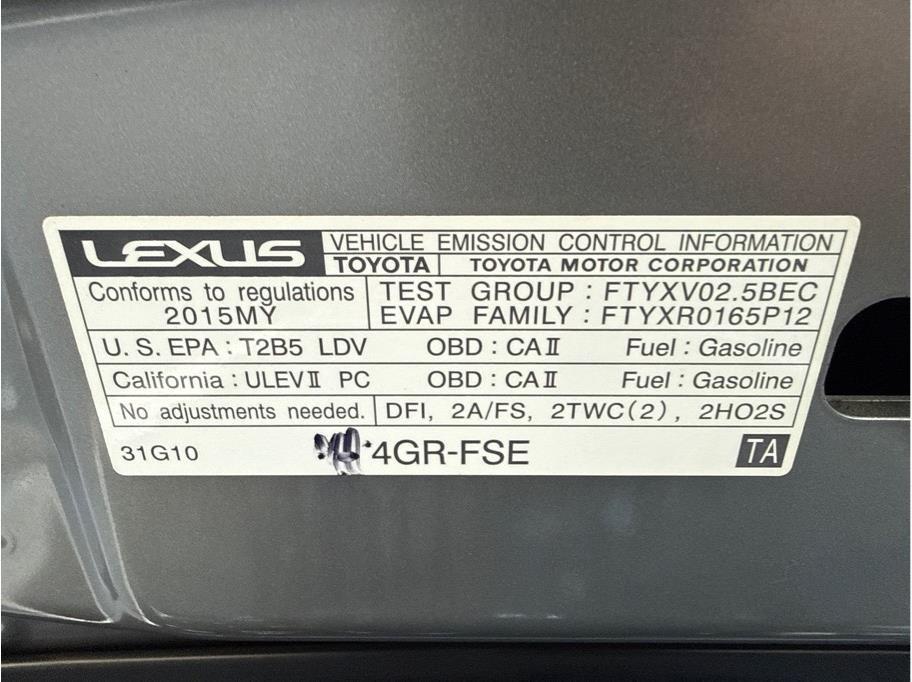 LEXUS VEHICLE EMISSION CONTROL INFORMATION
TOYOTA TOYOTA MOTOR CORPORATION
Conforms to regulations 2015MY
TEST GROUP : FTYXV02.5BEC
EVAP FAMILY : FTYXR0165P12
U. S. EPA : T2B5 LDV OBD : CAⅡ Fuel : Gasoline
California : ULEVⅡ PC OBD : CAⅡ Fuel : Gasoline
No adjustments needed. DFI, 2A/FS, 2TWC(2), 2HO2S
31G10 4GR-FSE TA